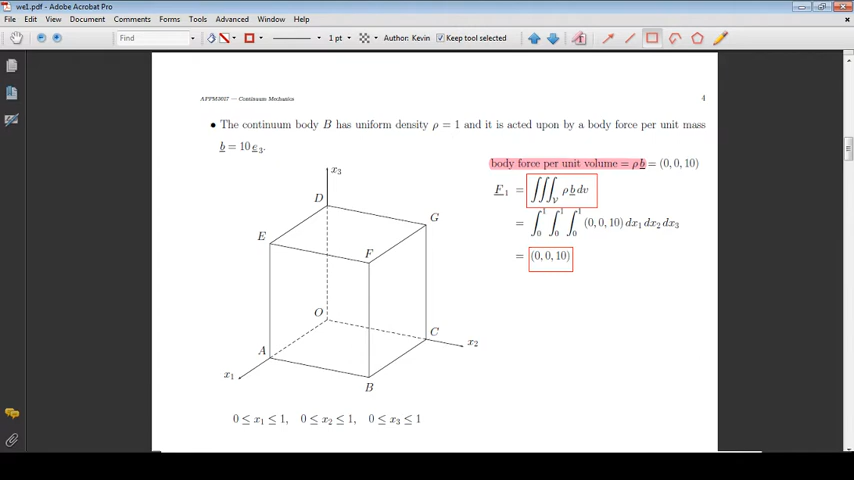 we1.pdf - Adobe Acrobat Pro
File Edit View Document Comments Forms Tools Advanced Window Help
Find 1 pt Author: Kevin Keep tool selected
APPM3017 — Continuum Mechanics 4
• The continuum body B has uniform density ρ = 1 and it is acted upon by a body force per unit mass
b = 10 e₃.
body force per unit volume = ρ b = (0, 0, 10)
F₁ = ∭_V ρ b dv
= ∫₀¹ ∫₀¹ ∫₀¹ (0, 0, 10) dx₁ dx₂ dx₃
= (0, 0, 10)
x₃
D
G
E
F
O
C
x₂
A
x₁
B
0 ≤ x₁ ≤ 1, 0 ≤ x₂ ≤ 1, 0 ≤ x₃ ≤ 1